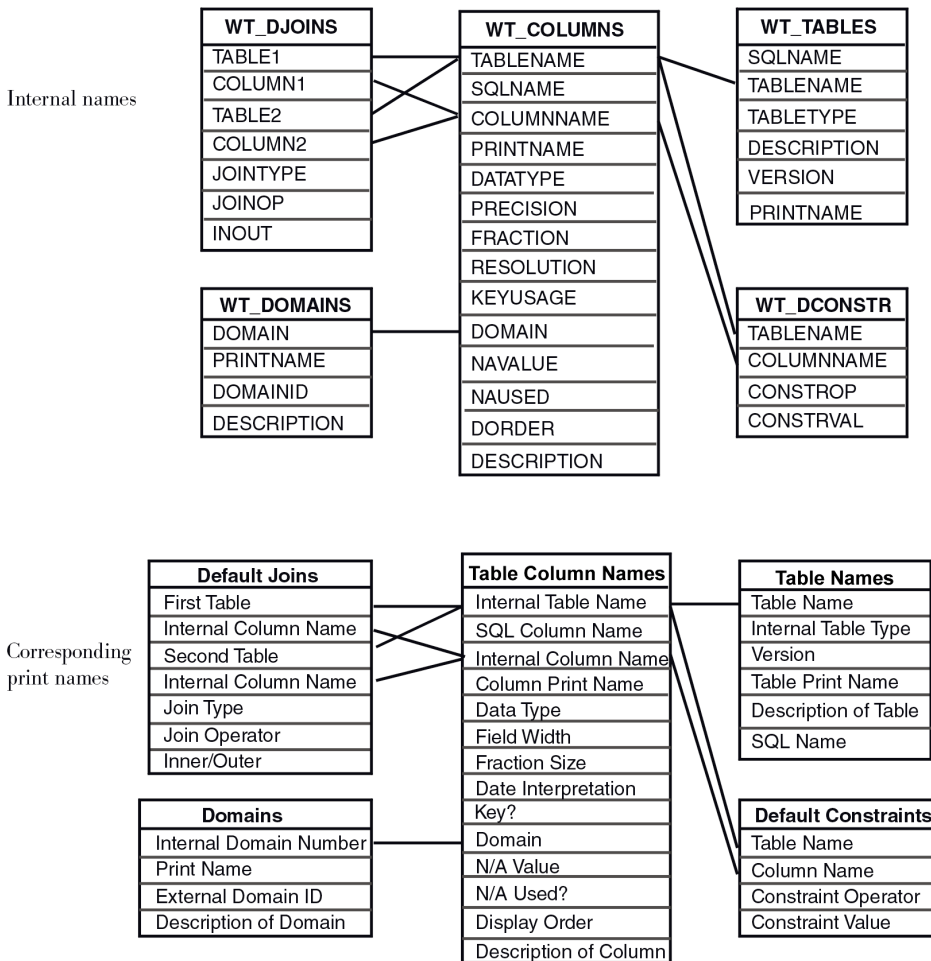 Internal names
WT_DJOINS
TABLE1
COLUMN1
TABLE2
COLUMN2
JOINTYPE
JOINOP
INOUT
WT_DOMAINS
DOMAIN
PRINTNAME
DOMAINID
DESCRIPTION
WT_COLUMNS
TABLENAME
SQLNAME
COLUMNNAME
PRINTNAME
DATATYPE
PRECISION
FRACTION
RESOLUTION
KEYUSAGE
DOMAIN
NAVALUE
NAUSED
DORDER
DESCRIPTION
WT_TABLES
SQLNAME
TABLENAME
TABLETYPE
DESCRIPTION
VERSION
PRINTNAME
WT_DCONSTR
TABLENAME
COLUMNNAME
CONSTROP
CONSTRVAL
Corresponding
print names
Default Joins
First Table
Internal Column Name
Second Table
Internal Column Name
Join Type
Join Operator
Inner/Outer
Domains
Internal Domain Number
Print Name
External Domain ID
Description of Domain
Table Column Names
Internal Table Name
SQL Column Name
Internal Column Name
Column Print Name
Data Type
Field Width
Fraction Size
Date Interpretation
Key?
Domain
N/A Value
N/A Used?
Display Order
Description of Column
Table Names
Table Name
Internal Table Type
Version
Table Print Name
Description of Table
SQL Name
Default Constraints
Table Name
Column Name
Constraint Operator
Constraint Value